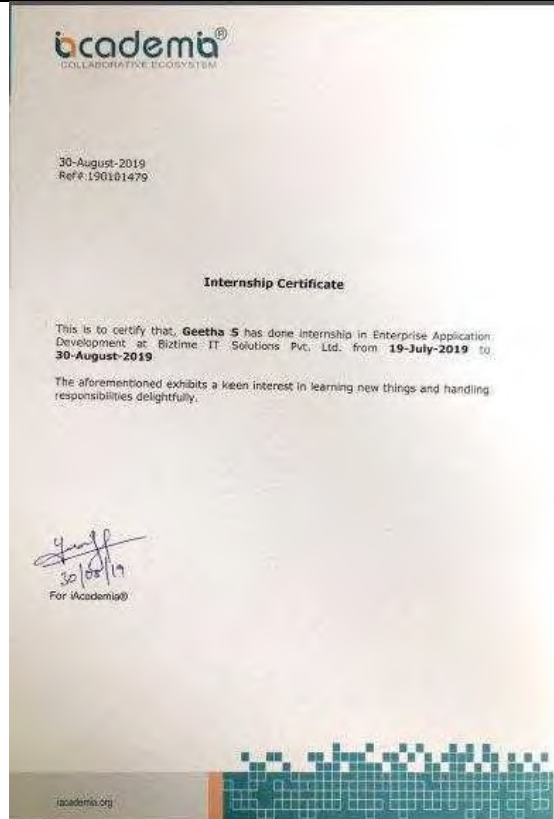 iacademia®
COLLABORATIVE ECOSYSTEM
30-August-2019
Ref#:190101479
Internship Certificate
This is to certify that, Geetha S has done internship in Enterprise Application
Development at Biztime IT Solutions Pvt. Ltd. from 19-July-2019 to
30-August-2019
The aforementioned exhibits a keen interest in learning new things and handling
responsibilities delightfully.
30/08/19
For iAcademia®
iacademia.org